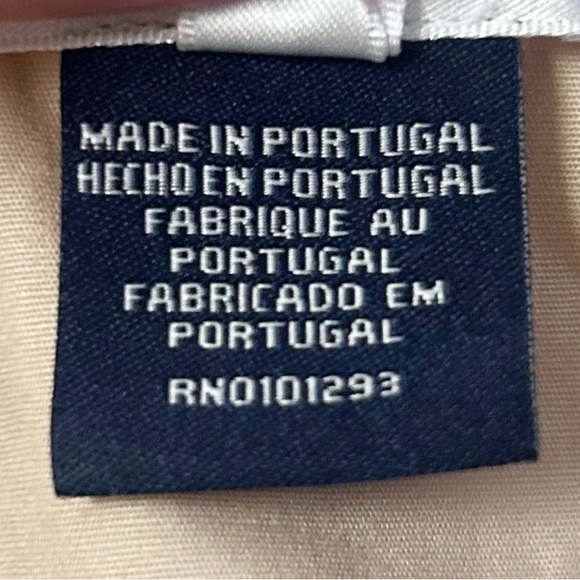 MADE IN PORTUGAL
HECHO EN PORTUGAL
FABRIQUE AU
PORTUGAL
FABRICADO EM
PORTUGAL
RN0101293